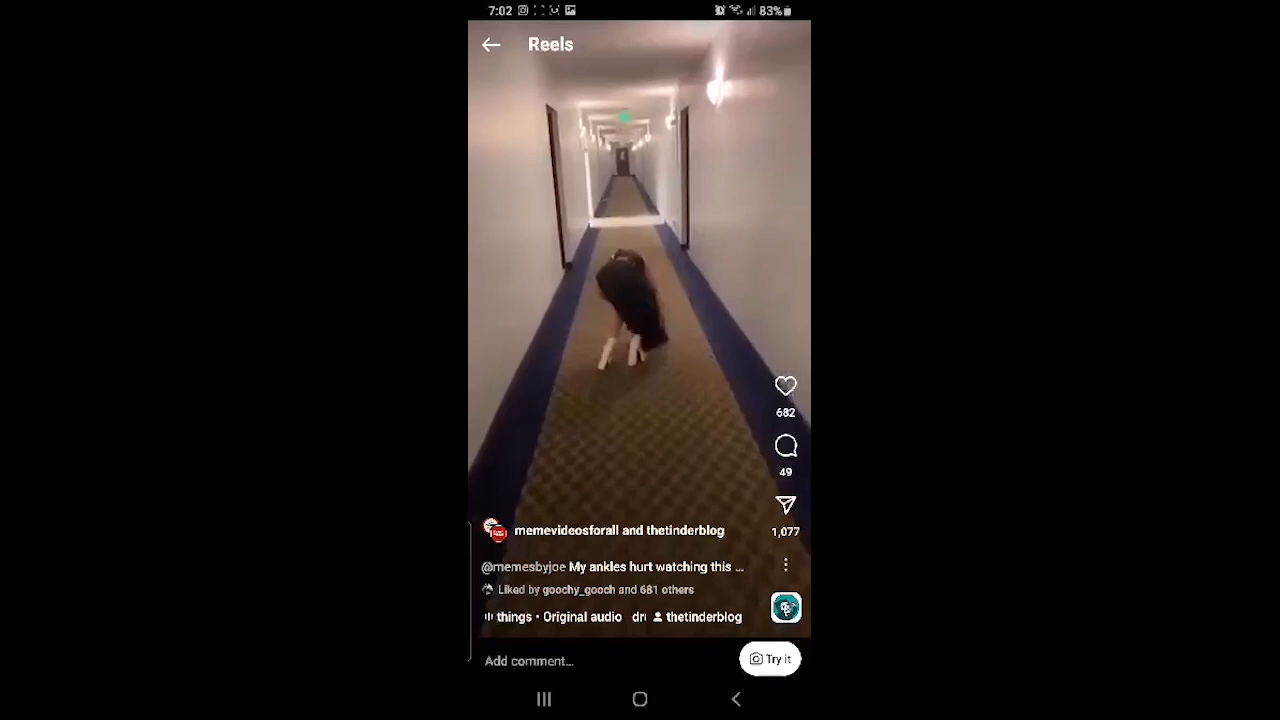 7:02
83%
Reels
682
49
1,077
memevideosforall and thetinderblog
@memesbyjoe My ankles hurt watching this ...
Liked by goochy_gooch and 681 others
things • Original audio
thetinderblog
Add comment...
Try it